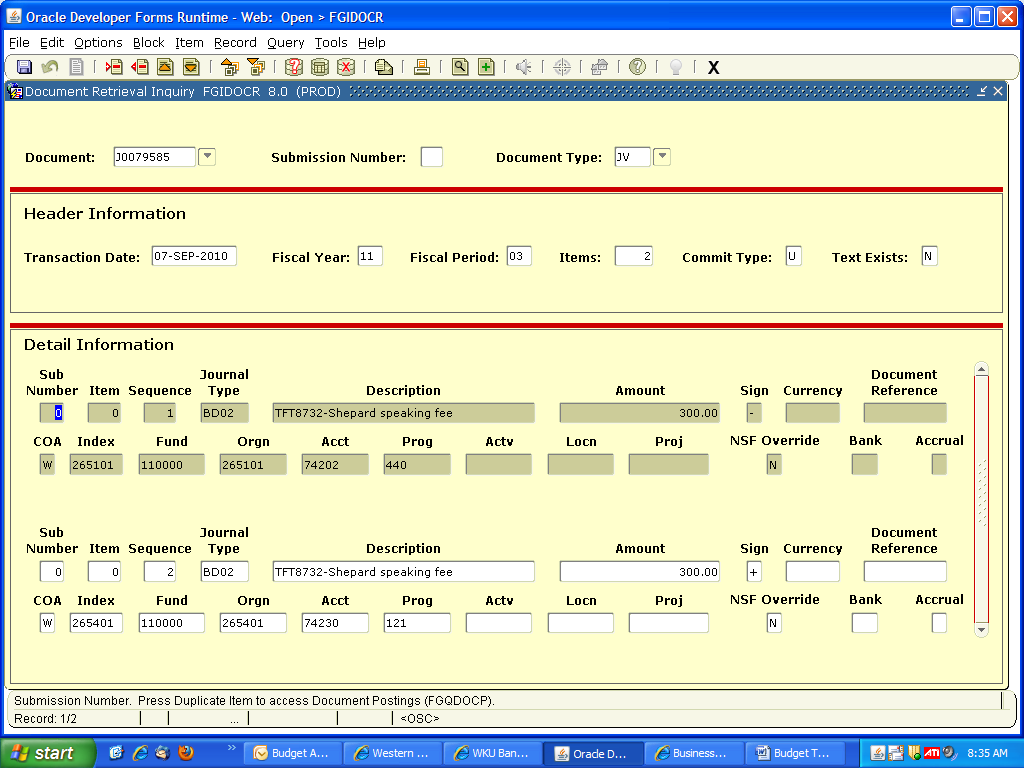 Oracle Developer Forms Runtime - Web: Open > FGIDOCR
File Edit Options Block Item Record Query Tools Help
X
Document Retrieval Inquiry FGIDOCR 8.0 (PROD)
Document: J0079585 Submission Number: Document Type: JV
Header Information
Transaction Date: 07-SEP-2010 Fiscal Year: 11 Fiscal Period: 03 Items: 2 Commit Type: U Text Exists: N
Detail Information
Sub Journal Document
Number Item Sequence Type Description Amount Sign Currency Reference
0 0 1 BD02 TFT8732-Shepard speaking fee 300.00 -
COA Index Fund Orgn Acct Prog Actv Locn Proj NSF Override Bank Accrual
W 265101 110000 265101 74202 440 N
Sub Journal Document
Number Item Sequence Type Description Amount Sign Currency Reference
0 0 2 BD02 TFT8732-Shepard speaking fee 300.00 +
COA Index Fund Orgn Acct Prog Actv Locn Proj NSF Override Bank Accrual
W 265401 110000 265401 74230 121 N
Submission Number. Press Duplicate Item to access Document Postings (FGQDOCP).
Record: 1/2 ... <OSC>
start » Budget A... Western ... WKU Ban... Oracle D... Business... Budget T... ATI 8:35 AM